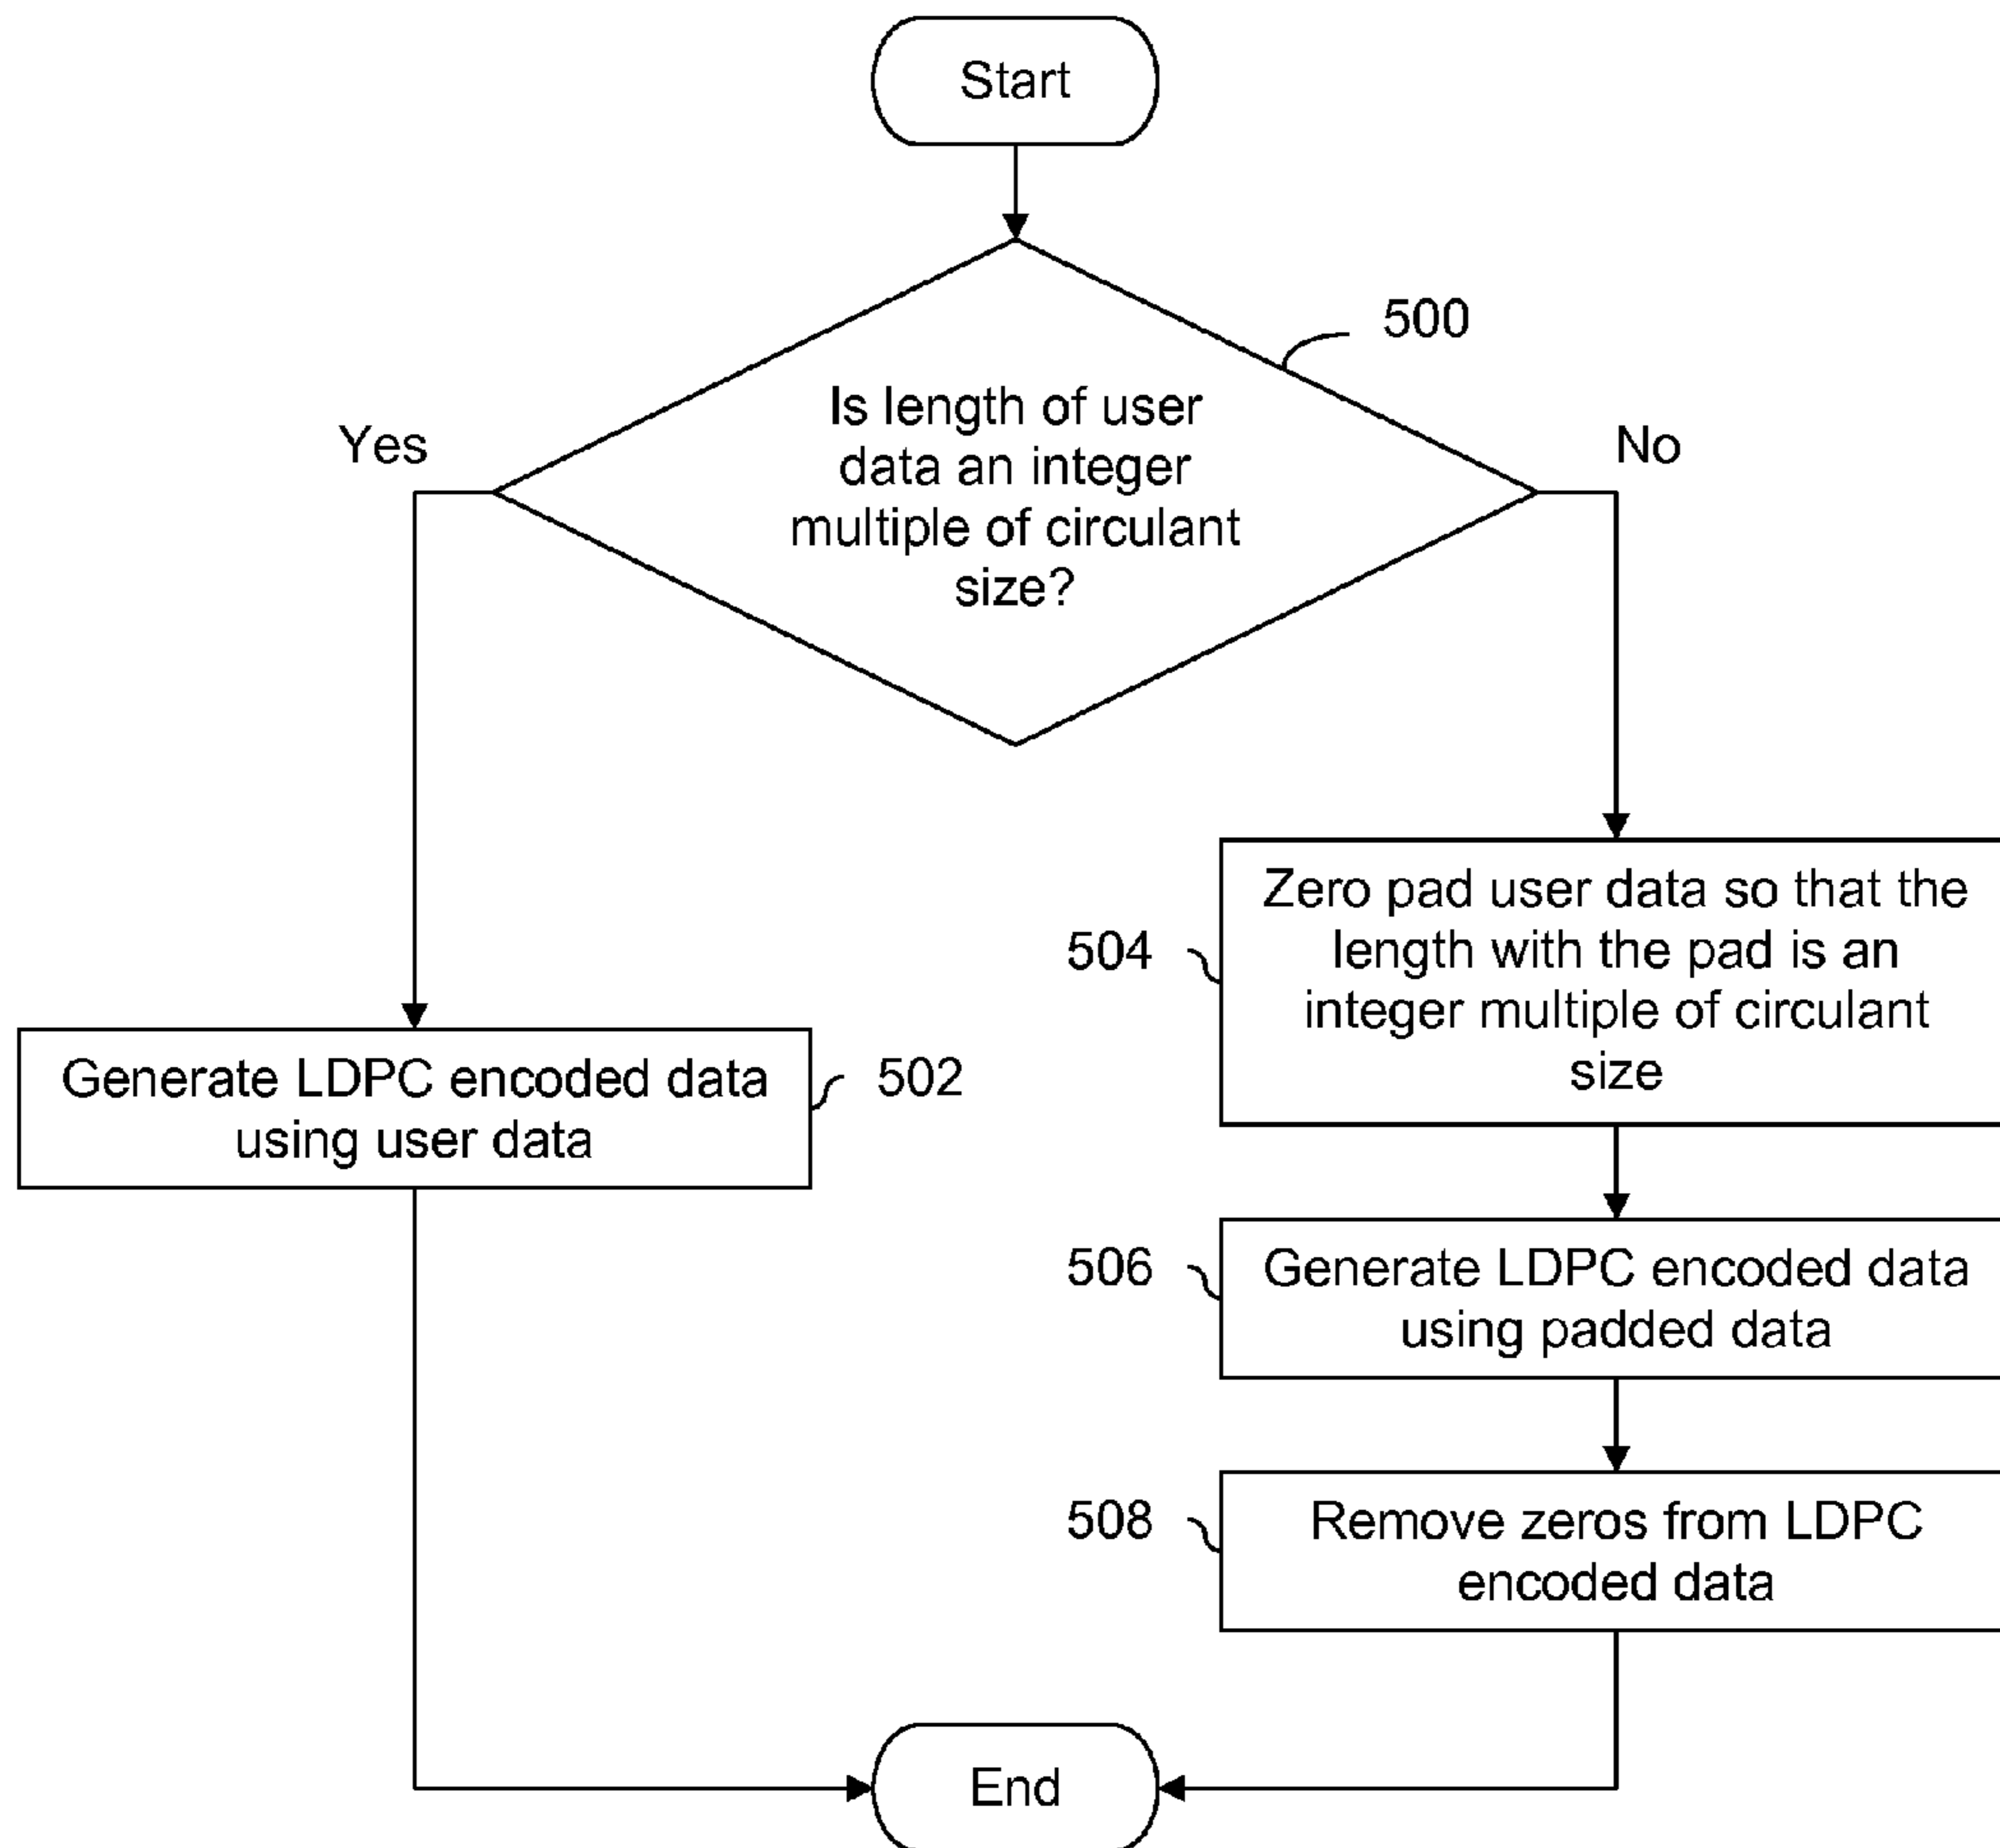 Start
500
Is length of user
data an integer
multiple of circulant
size?
Yes
No
Zero pad user data so that the
length with the pad is an
integer multiple of circulant
size
504
Generate LDPC encoded data
using user data
502
506
Generate LDPC encoded data
using padded data
508
Remove zeros from LDPC
encoded data
End